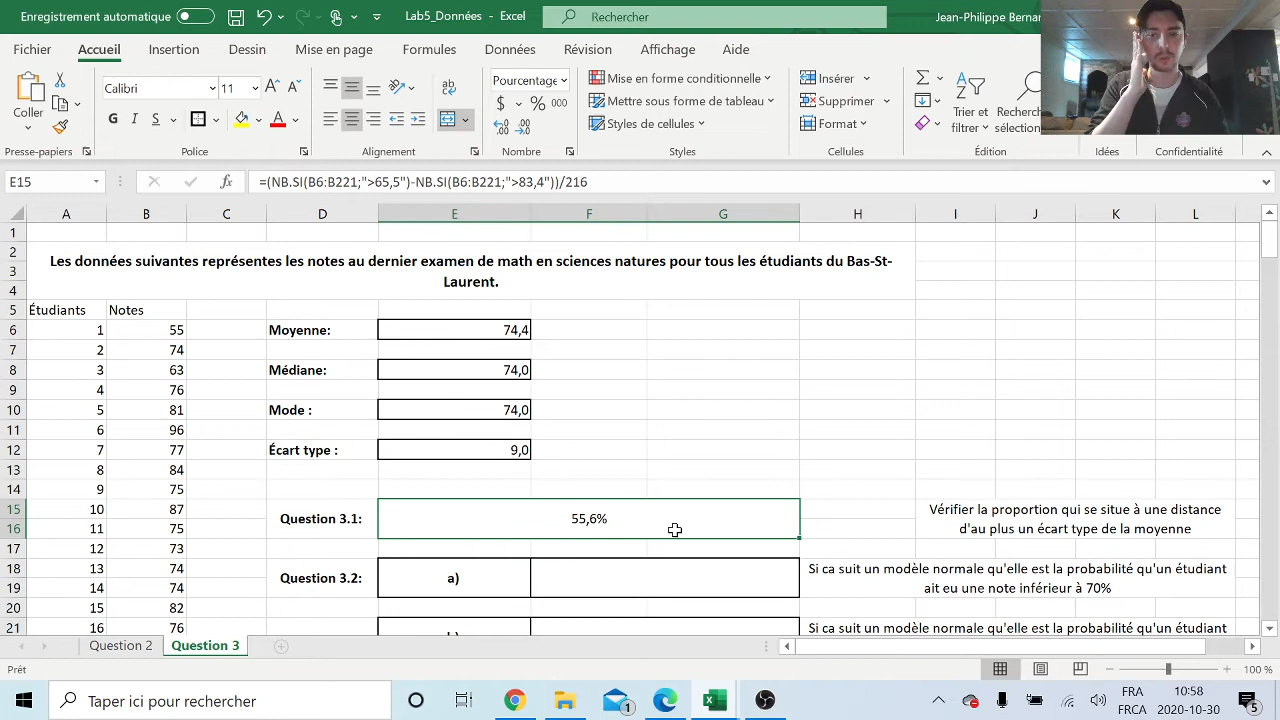 Enregistrement automatique
Lab5_Données - Excel
Rechercher
Jean-Philippe Bernar
Fichier Accueil Insertion Dessin Mise en page Formules Données Révision Affichage Aide
Coller
Calibri 11
G I S
Pourcentage
$ % 000
Mise en forme conditionnelle
Mettre sous forme de tableau
Styles de cellules
Insérer
Supprimer
Format
Trier et
filtrer
Recherch
sélection
Presse-papiers Police Alignement Nombre Styles Cellules Édition Idées Confidentialité
E15 fx =(NB.SI(B6:B221;">65,5")-NB.SI(B6:B221;">83,4"))/216
A B C D E F G H I J K L
1
2
3
4
Les données suivantes représentes les notes au dernier examen de math en sciences natures pour tous les étudiants du Bas-St-
Laurent.
5 Étudiants Notes
6 1 55 Moyenne: 74,4
7 2 74
8 3 63 Médiane: 74,0
9 4 76
10 5 81 Mode : 74,0
11 6 96
12 7 77 Écart type : 9,0
13 8 84
14 9 75
15 10 87 Vérifier la proportion qui se situe à une distance
Question 3.1: 55,6%
16 11 75 d'au plus un écart type de la moyenne
17 12 73
18 13 74 Si ca suit un modèle normale qu'elle est la probabilité qu'un étudiant
Question 3.2: a)
19 14 74 ait eu une note inférieur à 70%
20 15 82
21 16 76 Si ca suit un modèle normale qu'elle est la probabilité qu'un étudiant
Question 2 Question 3
Prêt
100 %
Taper ici pour rechercher
1
FRA
FRCA
10:58
2020-10-30
5